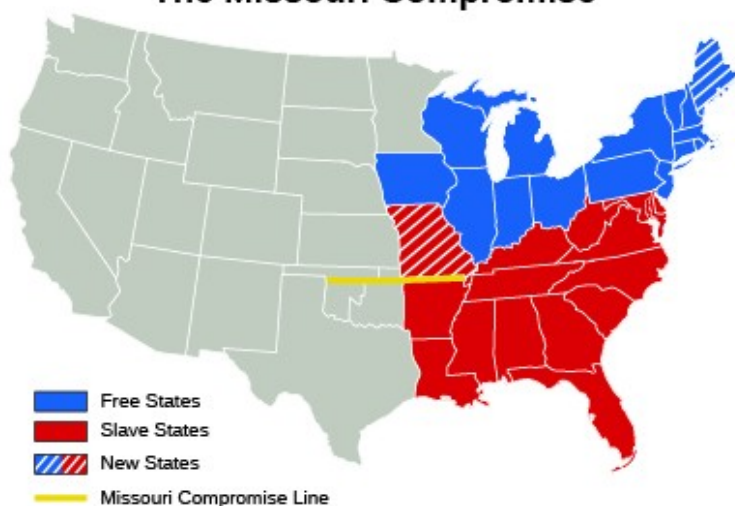 The Missouri Compromise
Free States
Slave States
New States
Missouri Compromise Line